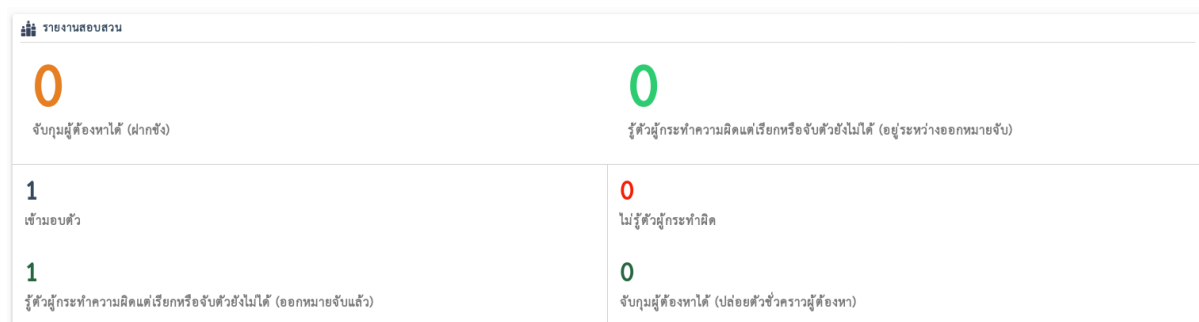 รายงานสอบสวน
0
จับกุมผู้ต้องหาได้ (ฝากขัง)
0
รู้ตัวผู้กระทำความผิดแต่เรียกหรือจับตัวยังไม่ได้ (อยู่ระหว่างออกหมายจับ)
1
เข้ามอบตัว
0
ไม่รู้ตัวผู้กระทำผิด
1
รู้ตัวผู้กระทำความผิดแต่เรียกหรือจับตัวยังไม่ได้ (ออกหมายจับแล้ว)
0
จับกุมผู้ต้องหาได้ (ปล่อยตัวชั่วคราวผู้ต้องหา)